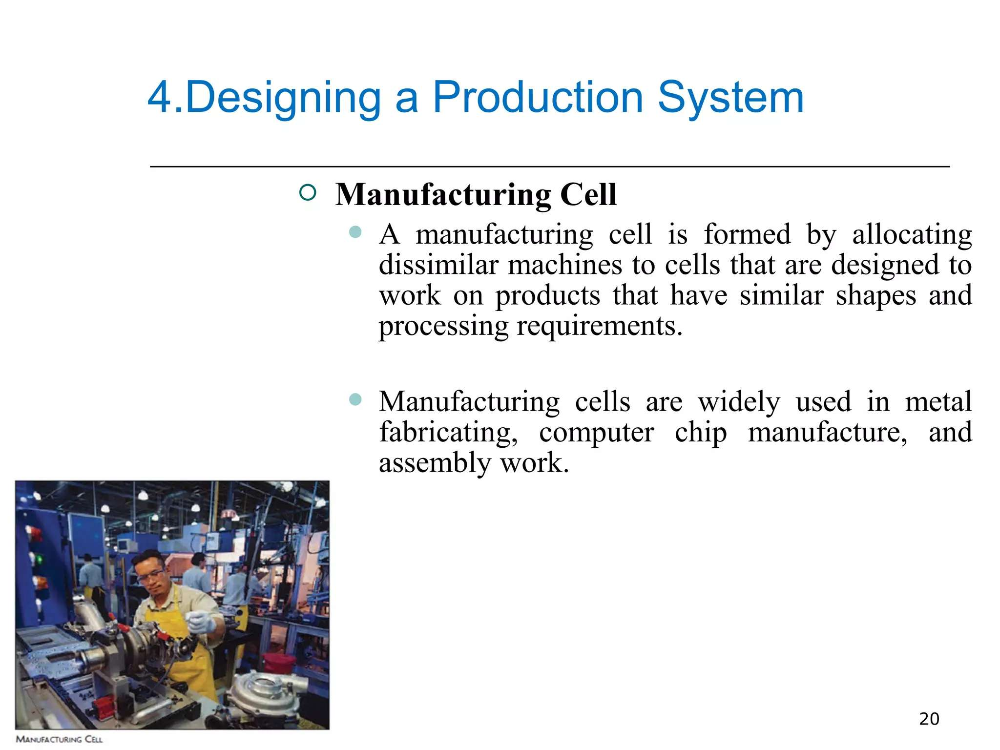 4.Designing a Production System
Manufacturing Cell
A manufacturing cell is formed by allocating
dissimilar machines to cells that are designed to
work on products that have similar shapes and
processing requirements.
Manufacturing cells are widely used in metal
fabricating, computer chip manufacture, and
assembly work.
MANUFACTURING CELL
20